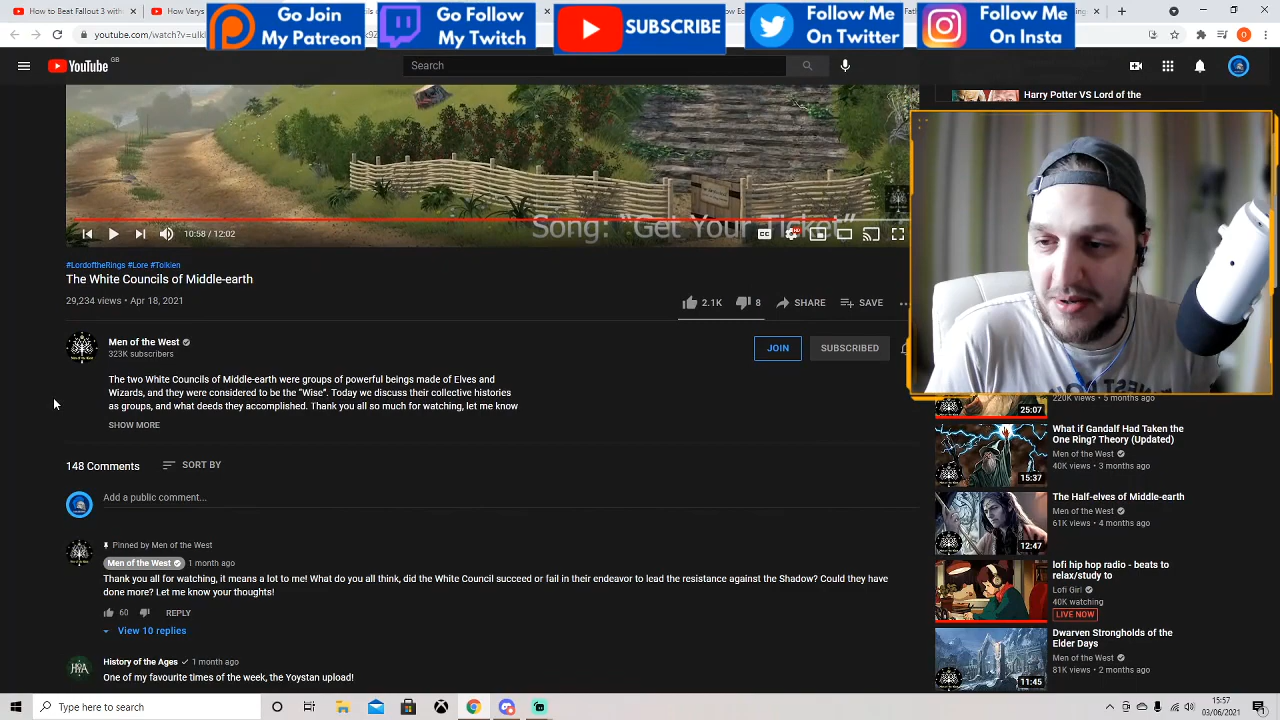 How to Beat Fallout 3 without
How Varys
Go Join
My Patreon
Go Follow
My Twitch
SUBSCRIBE
Follow Me
On Twitter
Follow Me
On Insta
YouTube
GB
Search
Harry Potter VS Lord of the
Song: "Get Your Ticket"
10:58 / 12:02
CC
HD
#LordoftheRings #Lore #Tolkien
The White Councils of Middle-earth
29,234 views • Apr 18, 2021
2.1K
8
SHARE
SAVE
Men of the West
323K subscribers
JOIN
SUBSCRIBED
The two White Councils of Middle-earth were groups of powerful beings made of Elves and
Wizards, and they were considered to be the "Wise". Today we discuss their collective histories
as groups, and what deeds they accomplished. Thank you all so much for watching, let me know
SHOW MORE
148 Comments
SORT BY
Add a public comment...
Pinned by Men of the West
Men of the West
1 month ago
Thank you all for watching, it means a lot to me! What do you all think, did the White Council succeed or fail in their endeavor to lead the resistance against the Shadow? Could they have
done more? Let me know your thoughts!
60
REPLY
View 10 replies
History of the Ages
1 month ago
One of my favourite times of the week, the Yoystan upload!
220K views • 5 months ago
25:07
What if Gandalf Had Taken the
One Ring? Theory (Updated)
Men of the West
40K views • 3 months ago
15:37
The Half-elves of Middle-earth
Men of the West
61K views • 4 months ago
12:47
lofi hip hop radio - beats to
relax/study to
Lofi Girl
40K watching
LIVE NOW
Dwarven Strongholds of the
Elder Days
Men of the West
81K views • 2 months ago
11:45
Type here to search
15:57
03/06/2021